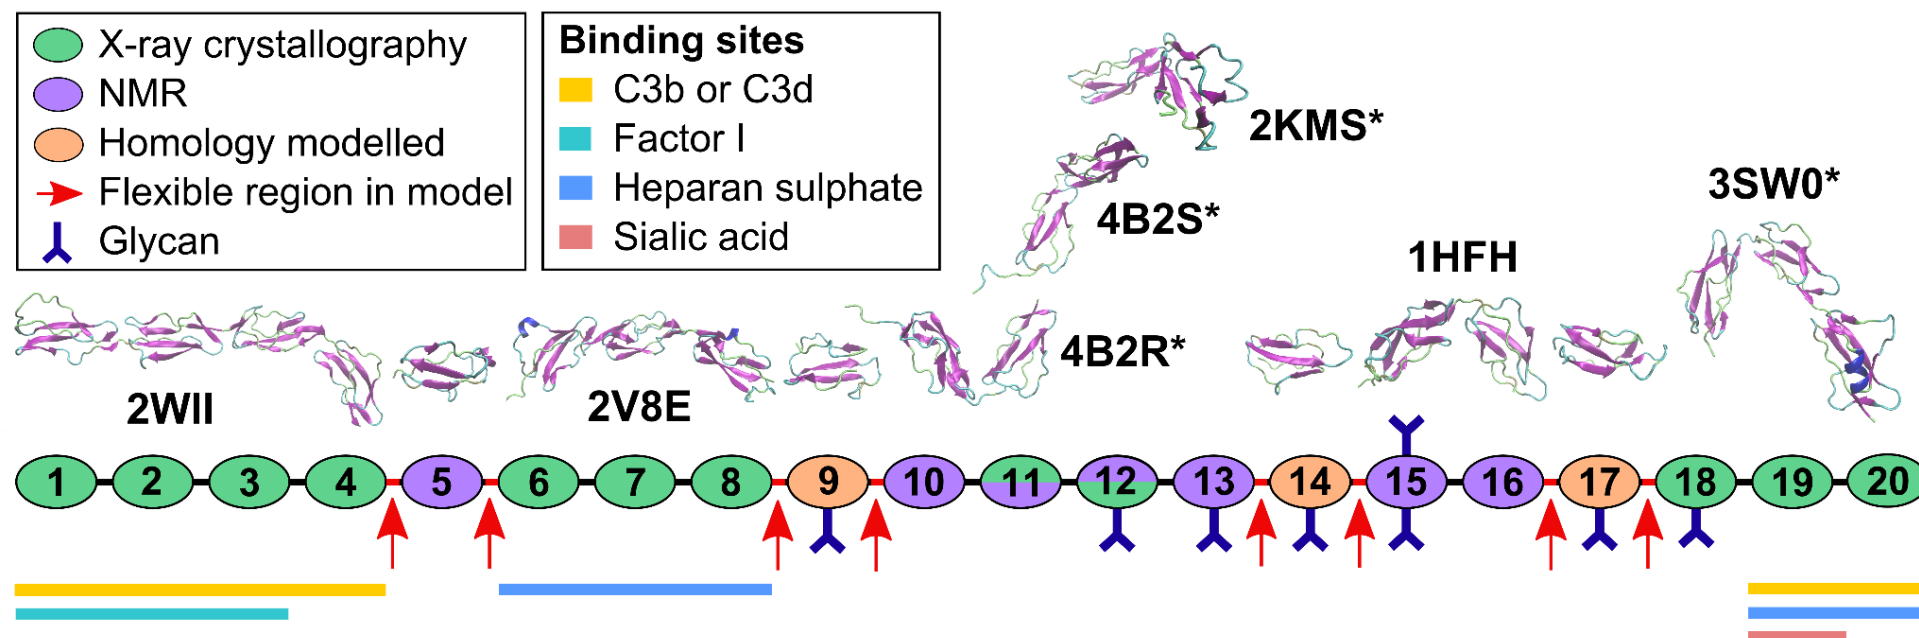 X-ray crystallography
NMR
Homology modelled
Flexible region in model
Glycan
Binding sites
C3b or C3d
Factor I
Heparan sulphate
Sialic acid
2KMS*
4B2S*
3SW0*
1HFH
4B2R*
2WII
2V8E
1 2 3 4 5 6 7 8 9 10 11 12 13 14 15 16 17 18 19 20